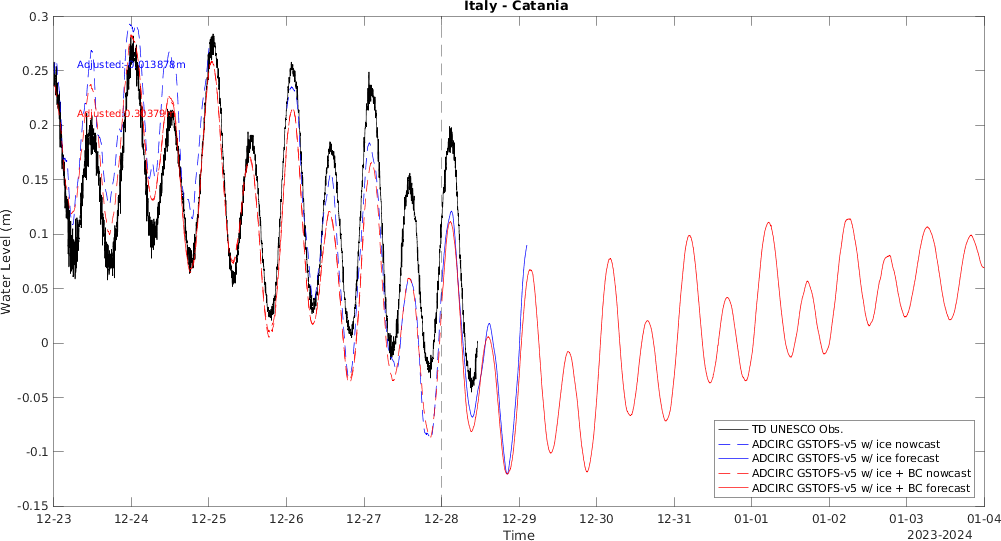 Italy - Catania
Water Level (m)
0.3
0.25
0.2
0.15
0.1
0.05
0
-0.05
-0.1
-0.15
TD UNESCO Obs.
ADCIRC GSTOFS-v5 w/ ice nowcast
ADCIRC GSTOFS-v5 w/ ice forecast
ADCIRC GSTOFS-v5 w/ ice + BC nowcast
ADCIRC GSTOFS-v5 w/ ice + BC forecast
12-23 12-24 12-25 12-26 12-27 12-28 12-29 12-30 12-31 01-01 01-02 01-03 01-04
Time
2023-2024